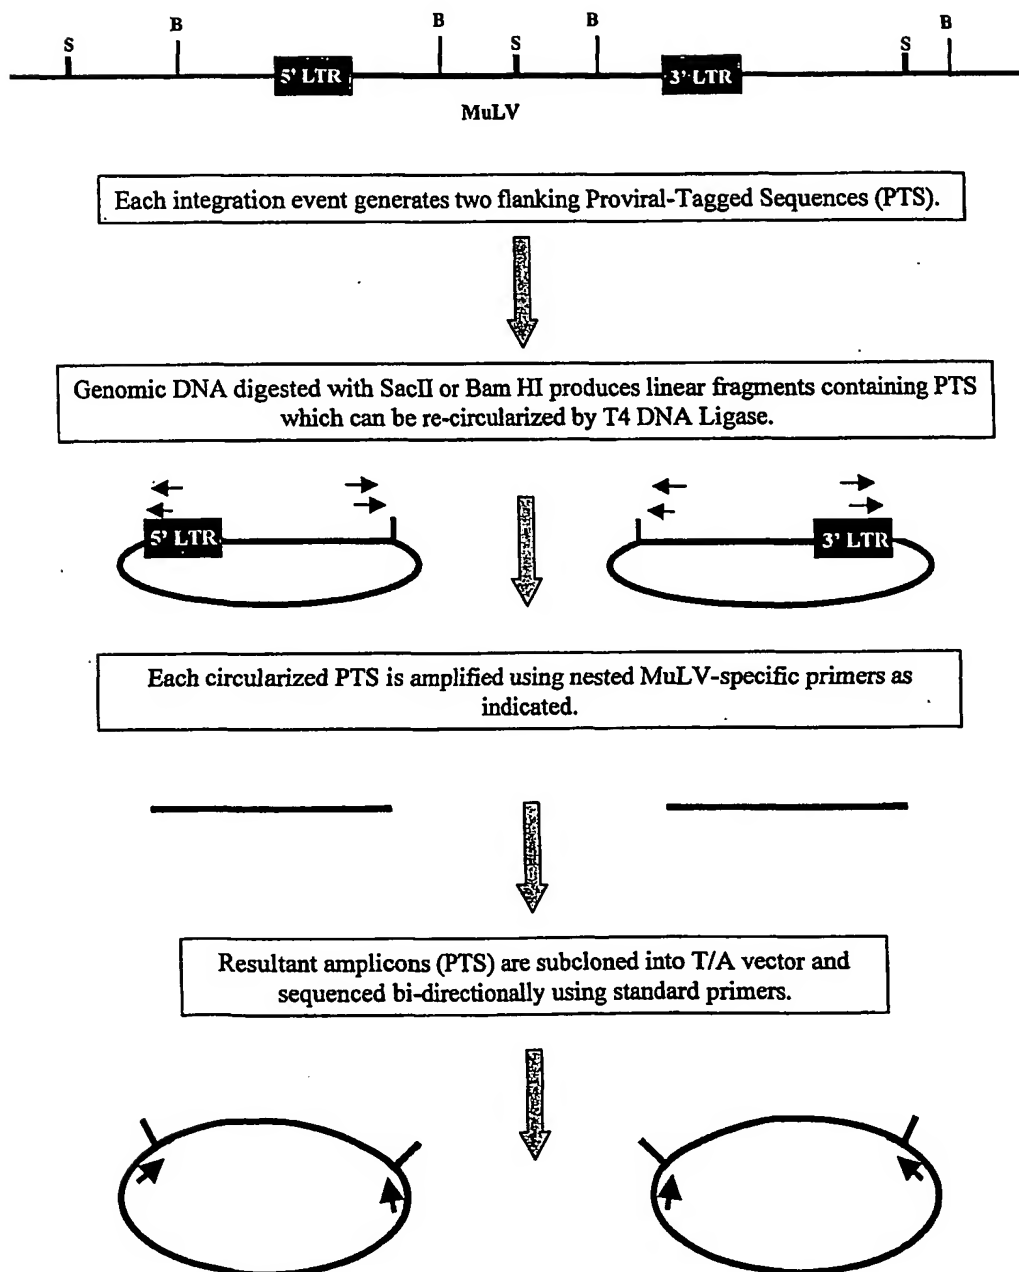 S B B S B S B
5' LTR 3' LTR
MuLV
Each integration event generates two flanking Proviral-Tagged Sequences (PTS).
Genomic DNA digested with SacII or Bam HI produces linear fragments containing PTS
which can be re-circularized by T4 DNA Ligase.
5' LTR 3' LTR
Each circularized PTS is amplified using nested MuLV-specific primers as
indicated.
Resultant amplicons (PTS) are subcloned into T/A vector and
sequenced bi-directionally using standard primers.